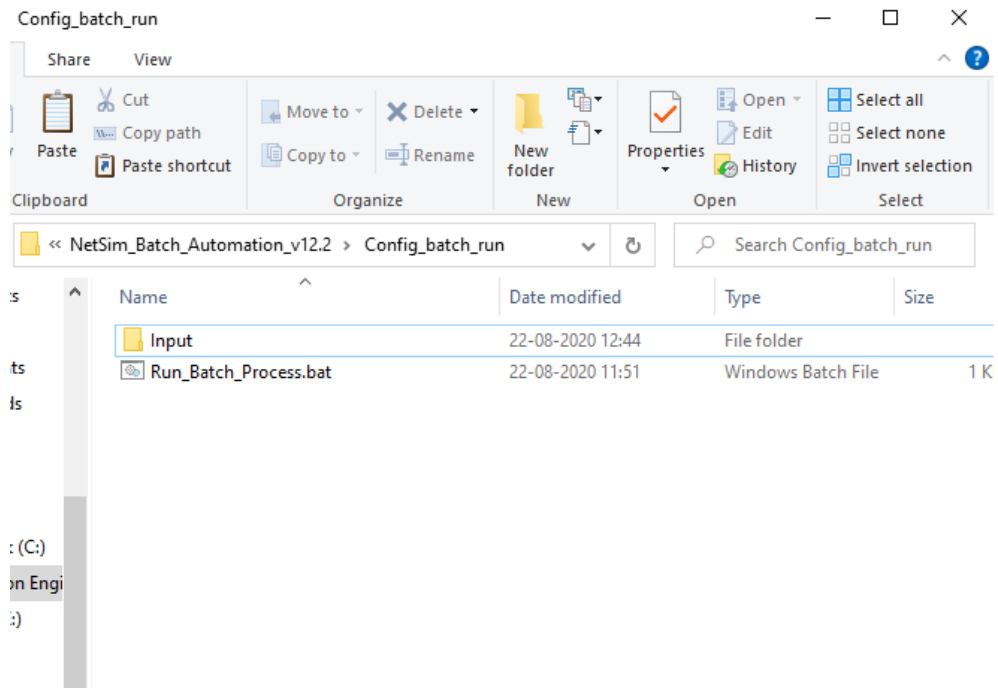 Config_batch_run
Share View
Cut
Copy path
Paste
Paste shortcut
Clipboard
Move to
Delete
Copy to
Rename
Organize
New
folder
New
Properties
Open
Edit
History
Open
Select all
Select none
Invert selection
Select
« NetSim_Batch_Automation_v12.2 > Config_batch_run
Search Config_batch_run
Name Date modified Type Size
Input 22-08-2020 12:44 File folder
Run_Batch_Process.bat 22-08-2020 11:51 Windows Batch File 1 K
(C:)
on Engi
:)